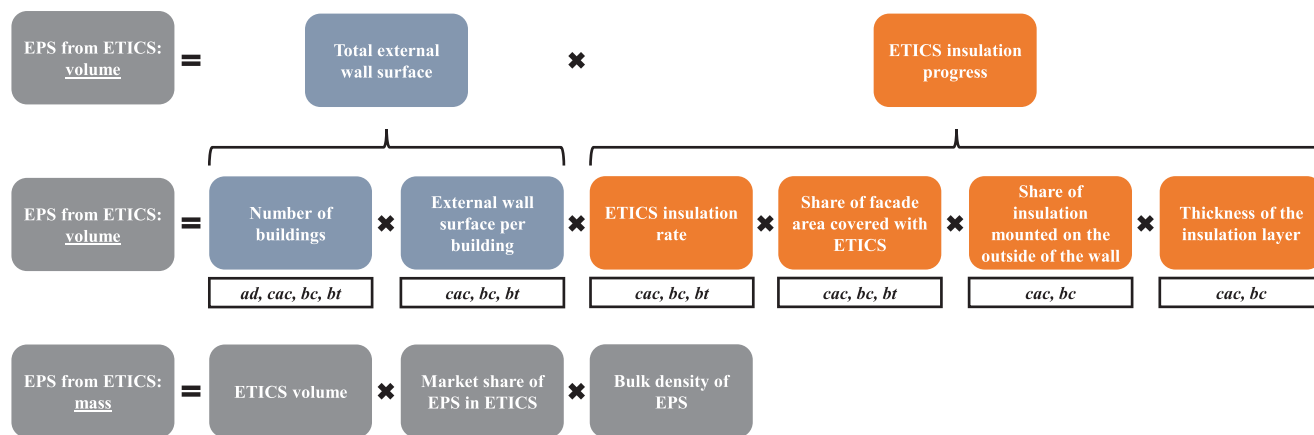 EPS from ETICS:
volume
=
Total external
wall surface
×
ETICS insulation
progress
EPS from ETICS:
volume
=
Number of
buildings
×
External wall
surface per
building
×
ETICS insulation
rate
×
Share of facade
area covered with
ETICS
×
Share of
insulation
mounted on the
outside of the wall
×
Thickness of the
insulation layer
ad, cac, bc, bt
cac, bc, bt
cac, bc, bt
cac, bc, bt
cac, bc
cac, bc
EPS from ETICS:
mass
=
ETICS volume
×
Market share of
EPS in ETICS
×
Bulk density of
EPS